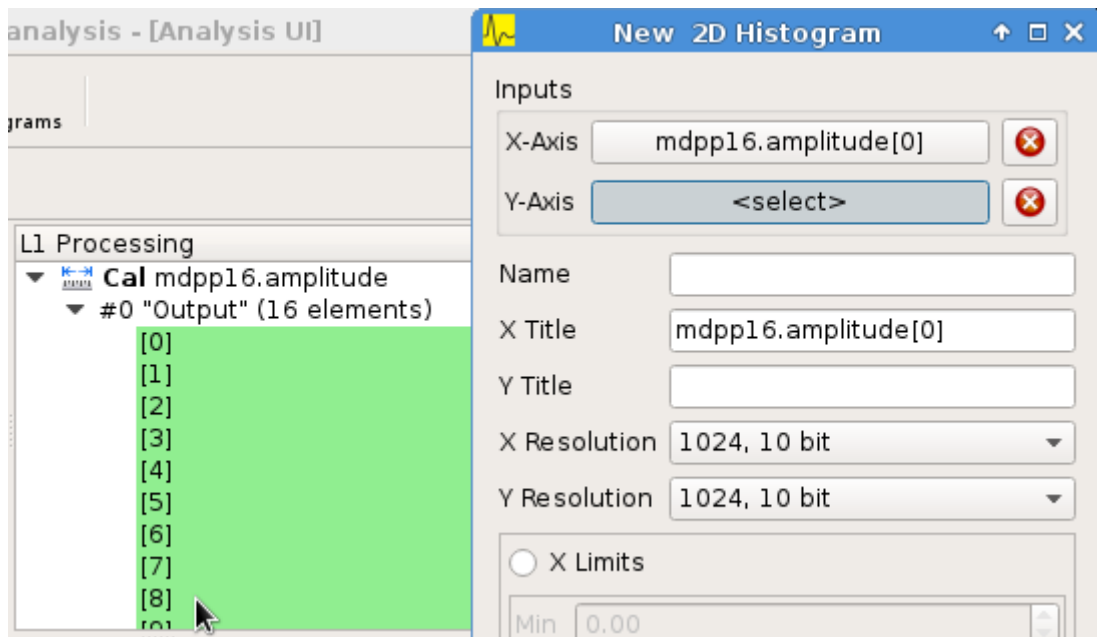 analysis - [Analysis UI]
grams
L1 Processing
Cal mdpp16.amplitude
#0 "Output" (16 elements)
[0]
[1]
[2]
[3]
[4]
[5]
[6]
[7]
[8]
[9]
New 2D Histogram
Inputs
X-Axis mdpp16.amplitude[0]
Y-Axis <select>
Name
X Title mdpp16.amplitude[0]
Y Title
X Resolution 1024, 10 bit
Y Resolution 1024, 10 bit
X Limits
Min 0.00